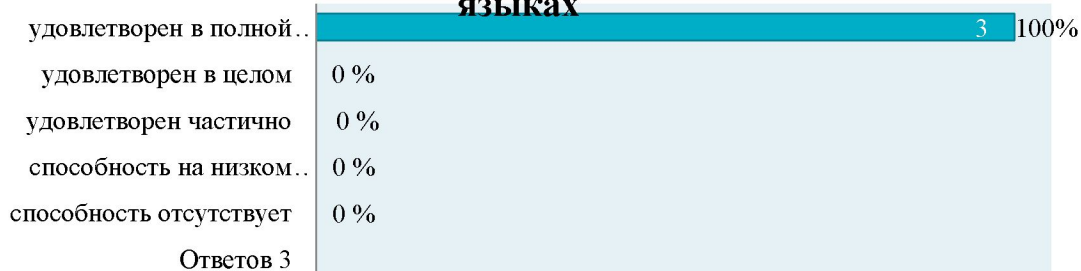 языках
удовлетворен в полной.. 3 100%
удовлетворен в целом 0 %
удовлетворен частично 0 %
способность на низком.. 0 %
способность отсутствует 0 %
Ответов 3